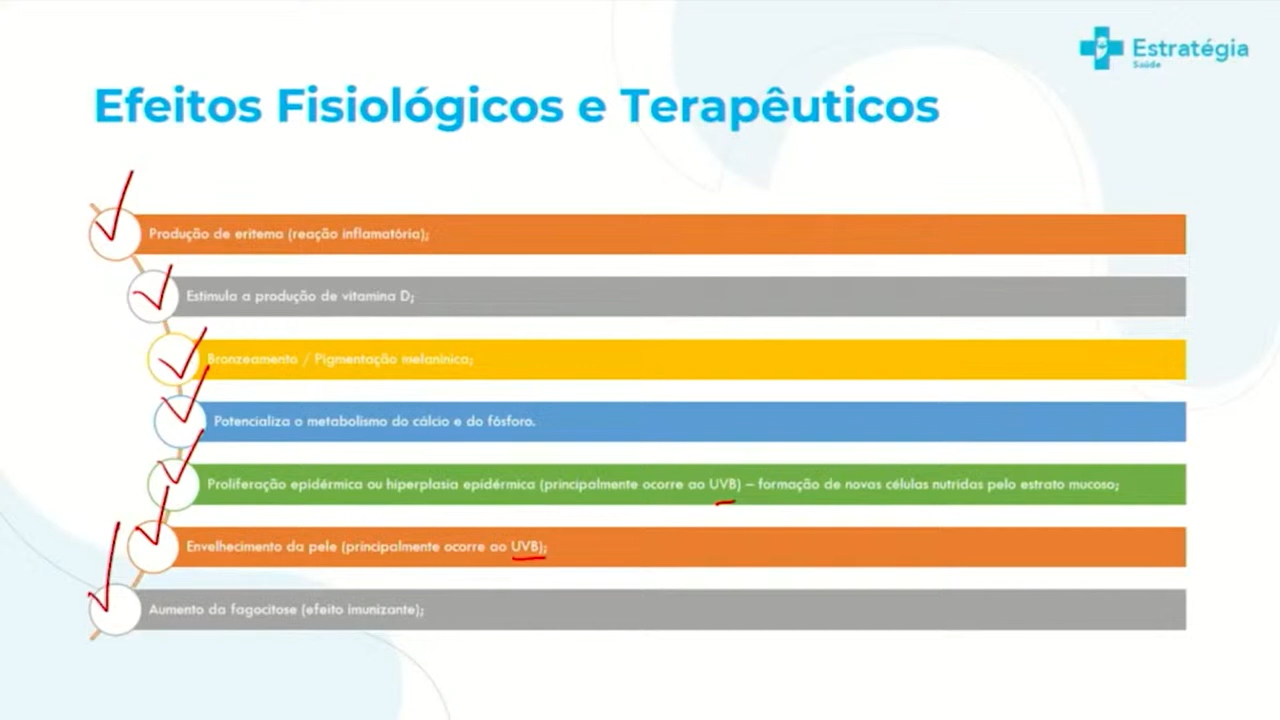 Estratégia
Saúde
Efeitos Fisiológicos e Terapêuticos
Produção de eritema (reação inflamatória);
Estimula a produção de vitamina D;
Bronzeamento / Pigmentação melanínica;
Potencializa o metabolismo do cálcio e do fósforo.
Proliferação epidérmica ou hiperplasia epidérmica (principalmente ocorre ao UVB) – formação de novas células nutridas pelo estrato mucoso;
Envelhecimento da pele (principalmente ocorre ao UVB);
Aumento da fagocitose (efeito imunizante);